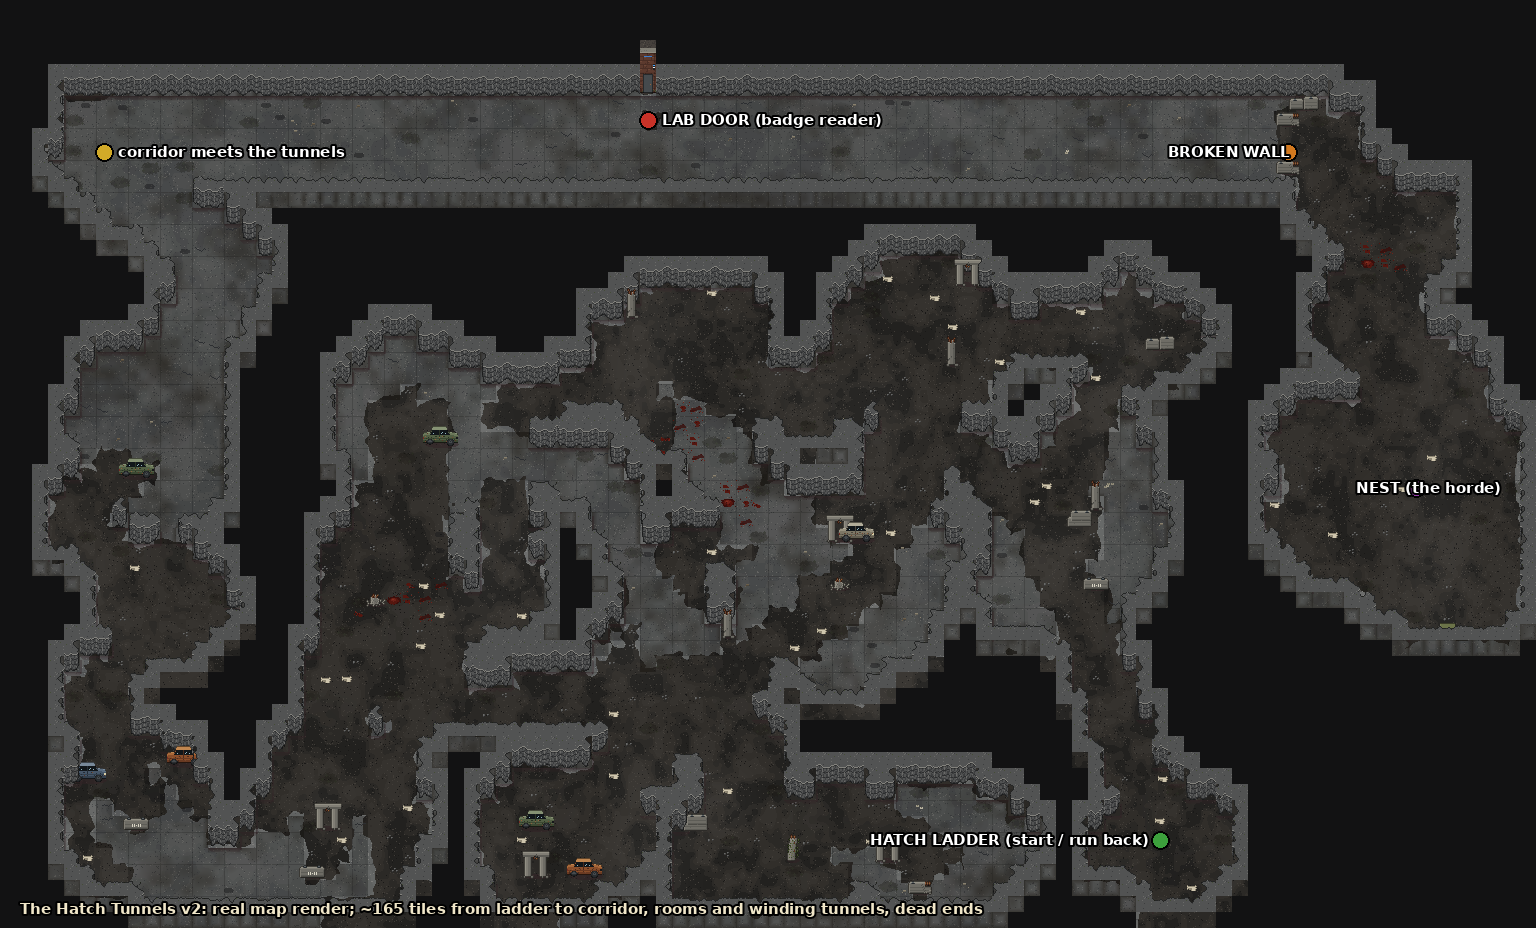 LAB DOOR (badge reader)
corridor meets the tunnels
BROKEN WALL
NEST (the horde)
HATCH LADDER (start / run back)
The Hatch Tunnels v2: real map render; ~165 tiles from ladder to corridor, rooms and winding tunnels, dead ends